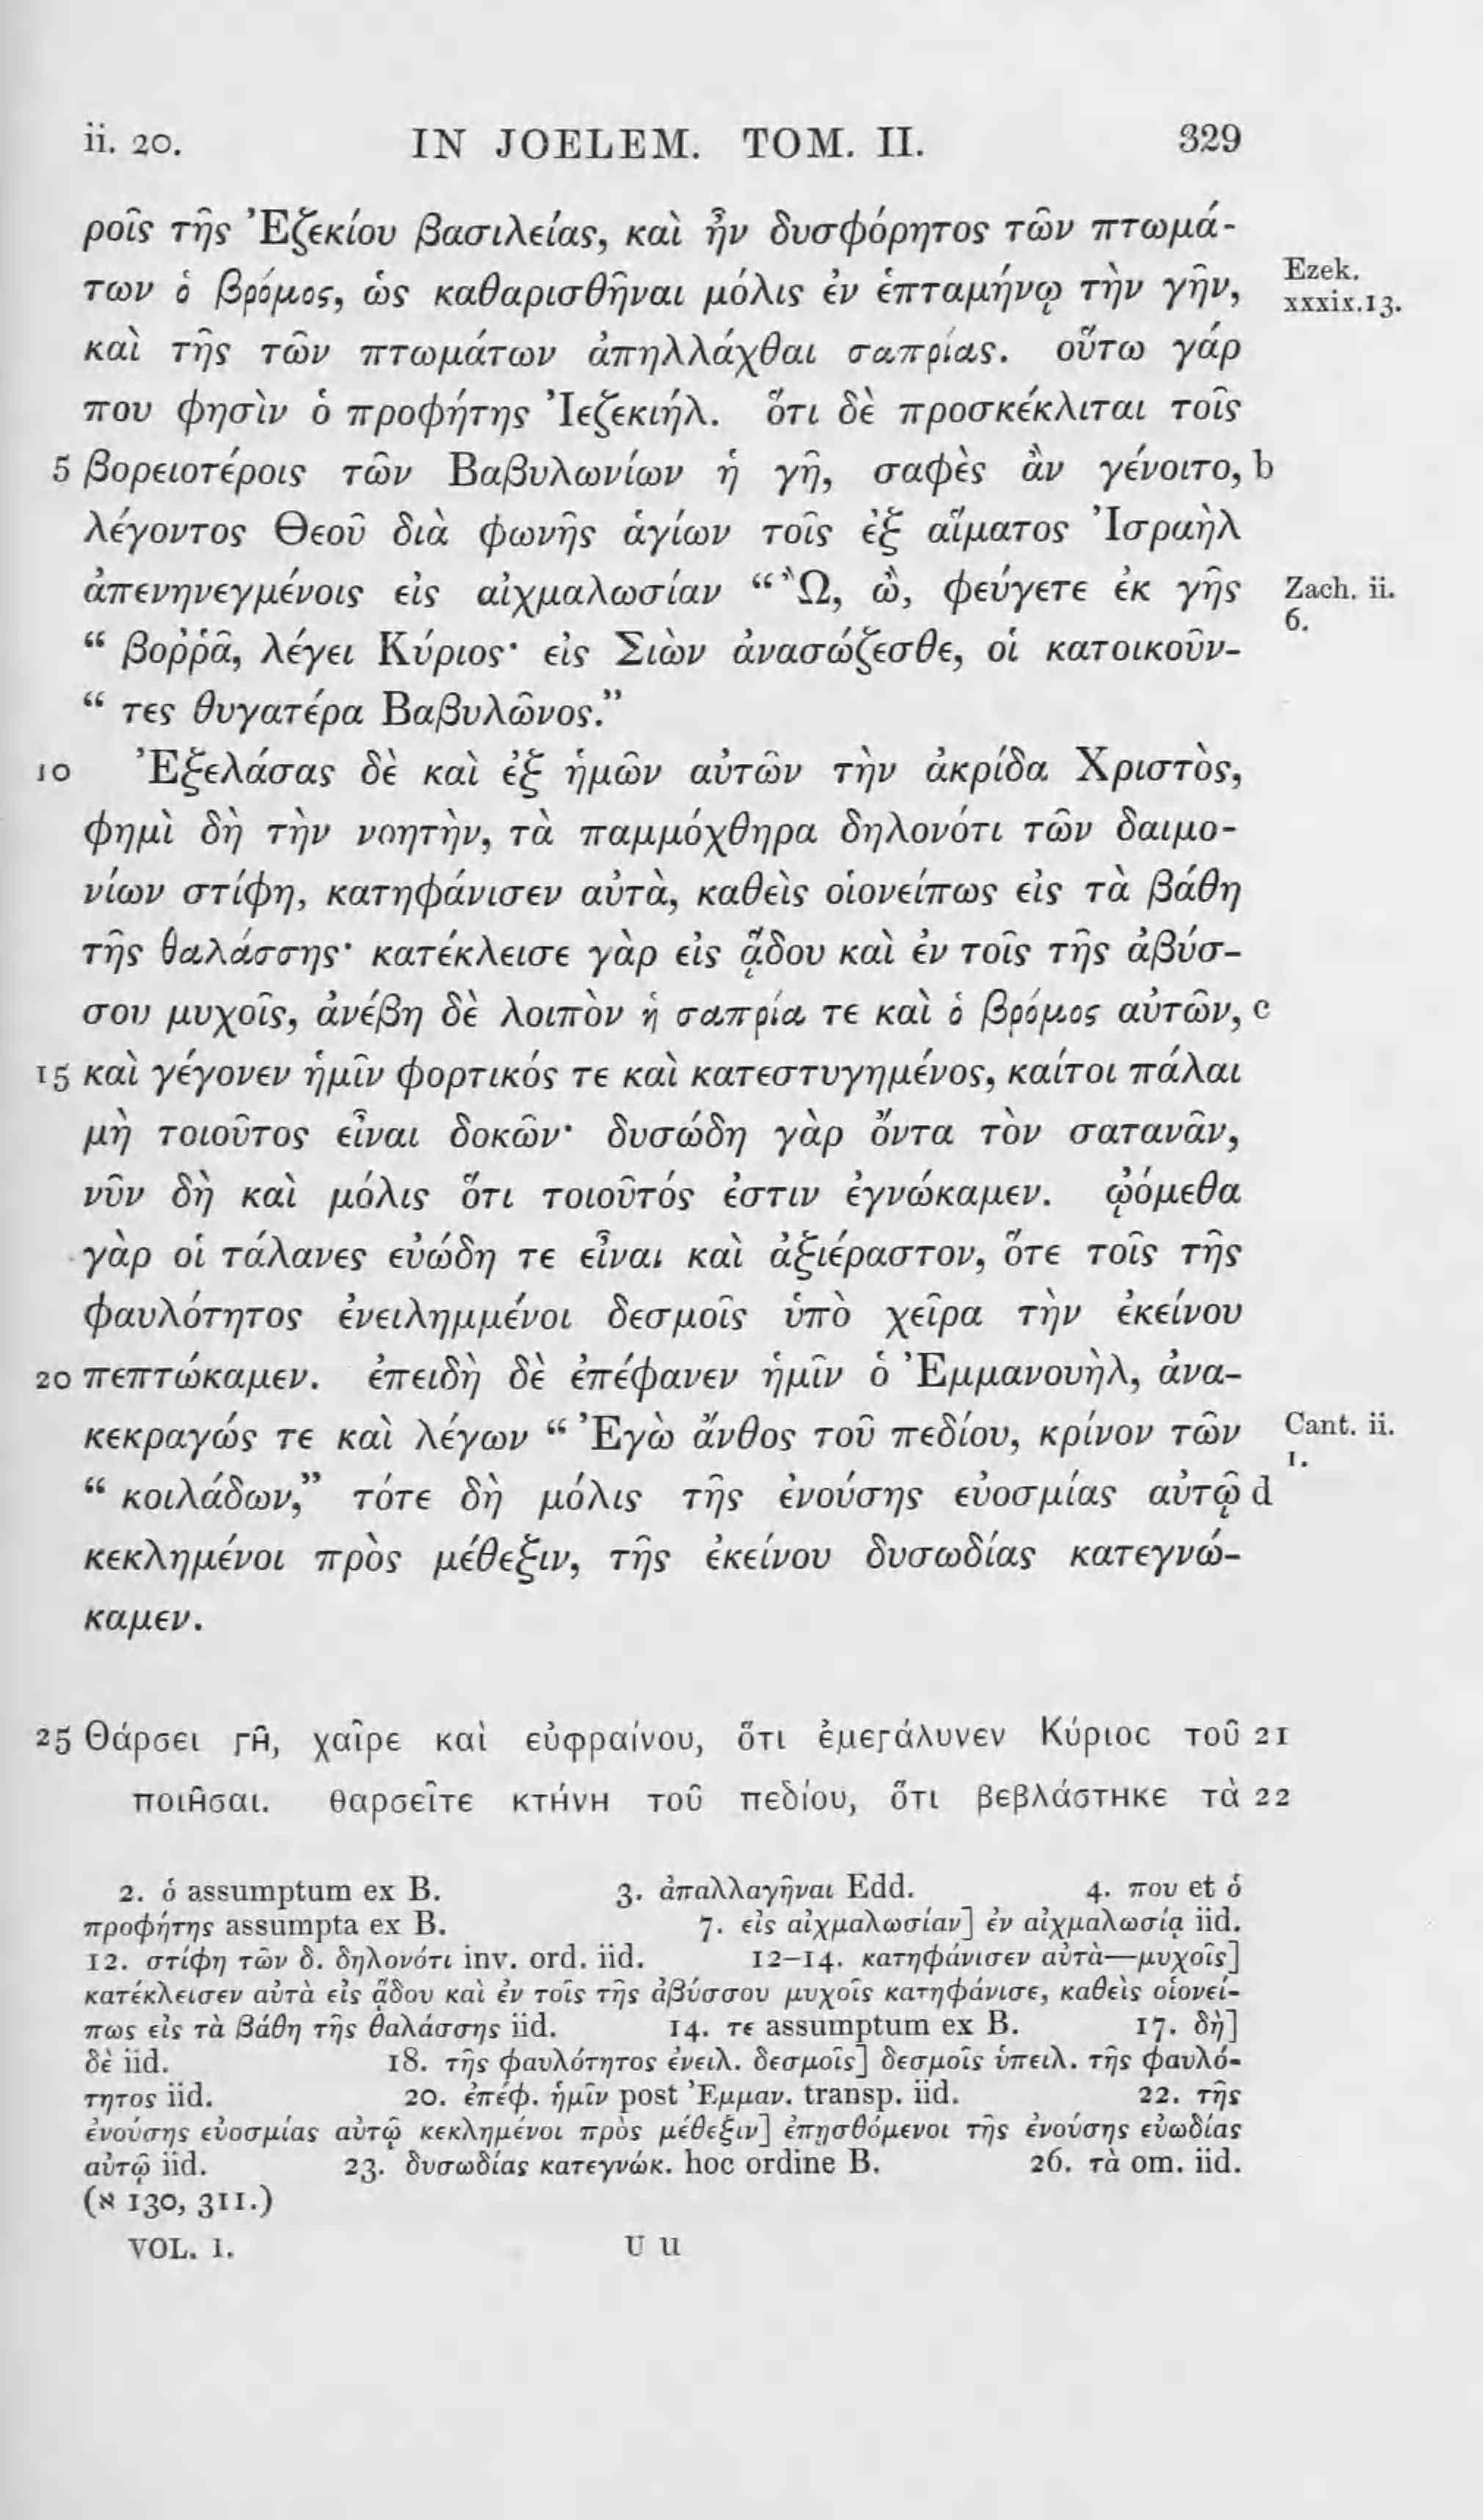 ii. 20. IN JOELEM. TOM. II. 329
ροῖς τῆς Ἐζεκίου βασιλείας, καὶ ἦν δυσφόρητος τῶν πτωμά-
των ὁ βρόμος, ὡς καθαρισθῆναι μόλις ἐν ἑπταμήνῳ τὴν γῆν, Ezek. xxxix.13.
καὶ τῆς τῶν πτωμάτων ἀπηλλάχθαι σαπρίας. οὕτω γάρ
που φησὶν ὁ προφήτης Ἰεζεκιήλ. ὅτι δὲ προσκέκλιται τοῖς
5 βορειοτέροις τῶν Βαβυλωνίων ἡ γῆ, σαφὲς ἂν γένοιτο, b
λέγοντος Θεοῦ διὰ φωνῆς ἁγίων τοῖς ἐξ αἵματος Ἰσραὴλ
ἀπενηνεγμένοις εἰς αἰχμαλωσίαν “Ὢ, ὢ, φεύγετε ἐκ γῆς Zach. ii. 6.
“ βοῤῥᾶ, λέγει Κύριος· εἰς Σιὼν ἀνασώζεσθε, οἱ κατοικοῦν-
“ τες θυγατέρα Βαβυλῶνος.”
10 Ἐξελάσας δὲ καὶ ἐξ ἡμῶν αὐτῶν τὴν ἀκρίδα Χριστὸς,
φημὶ δὴ τὴν νοητὴν, τὰ παμμόχθηρα δηλονότι τῶν δαιμο-
νίων στίφη, κατηφάνισεν αὐτὰ, καθεὶς οἱονείπως εἰς τὰ βάθη
τῆς θαλάσσης· κατέκλεισε γὰρ εἰς ᾅδου καὶ ἐν τοῖς τῆς ἀβύσ-
σου μυχοῖς, ἀνέβη δὲ λοιπὸν ἡ σαπρία τε καὶ ὁ βρόμος αὐτῶν, c
15 καὶ γέγονεν ἡμῖν φορτικός τε καὶ κατεστυγημένος, καίτοι πάλαι
μὴ τοιοῦτος εἶναι δοκῶν· δυσώδη γὰρ ὄντα τὸν σατανᾶν,
νῦν δὴ καὶ μόλις ὅτι τοιοῦτός ἐστιν ἐγνώκαμεν. ᾠόμεθα
γὰρ οἱ τάλανες εὐώδη τε εἶναι καὶ ἀξιέραστον, ὅτε τοῖς τῆς
φαυλότητος ἐνειλημμένοι δεσμοῖς ὑπὸ χεῖρα τὴν ἐκείνου
20 πεπτώκαμεν. ἐπειδὴ δὲ ἐπέφανεν ἡμῖν ὁ Ἐμμανουὴλ, ἀνα-
κεκραγώς τε καὶ λέγων “ Ἐγὼ ἄνθος τοῦ πεδίου, κρίνον τῶν Cant. ii. 1.
“ κοιλάδων,” τότε δὴ μόλις τῆς ἐνούσης εὐοσμίας αὐτῷ d
κεκλημένοι πρὸς μέθεξιν, τῆς ἐκείνου δυσωδίας κατεγνώ-
καμεν.
25 Θάρσει γῆ, χαῖρε καὶ εὐφραίνου, ὅτι ἐμεγάλυνεν Κύριος τοῦ 21
ποιῆσαι. θαρσεῖτε κτήνη τοῦ πεδίου, ὅτι βεβλάστηκε τὰ 22
2. ὁ assumptum ex B. 3. ἀπαλλαγῆναι Edd. 4. που et ὁ
προφήτης assumpta ex B. 7. εἰς αἰχμαλωσίαν] ἐν αἰχμαλωσίᾳ iid.
12. στίφη τῶν δ. δηλονότι inv. ord. iid. 12–14. κατηφάνισεν αὐτὰ—μυχοῖς]
κατέκλεισεν αὐτὰ εἰς ᾅδου καὶ ἐν τοῖς τῆς ἀβύσσου μυχοῖς κατηφάνισε, καθεὶς οἱονεί-
πως εἰς τὰ βάθη τῆς θαλάσσης iid. 14. τε assumptum ex B. 17. δὴ]
δὲ iid. 18. τῆς φαυλότητος ἐνειλ. δεσμοῖς] δεσμοῖς ὑπειλ. τῆς φαυλό-
τητος iid. 20. ἐπέφ. ἡμῖν post Ἐμμαν. transp. iid. 22. τῆς
ἐνούσης εὐοσμίας αὐτῷ κεκλημένοι πρὸς μέθεξιν] ἐπῃσθόμενοι τῆς ἐνούσης εὐωδίας
αὐτῷ iid. 23. δυσωδίας κατεγνώκ. hoc ordine B. 26. τὰ om. iid.
(א 130, 311.)
VOL. I. U u